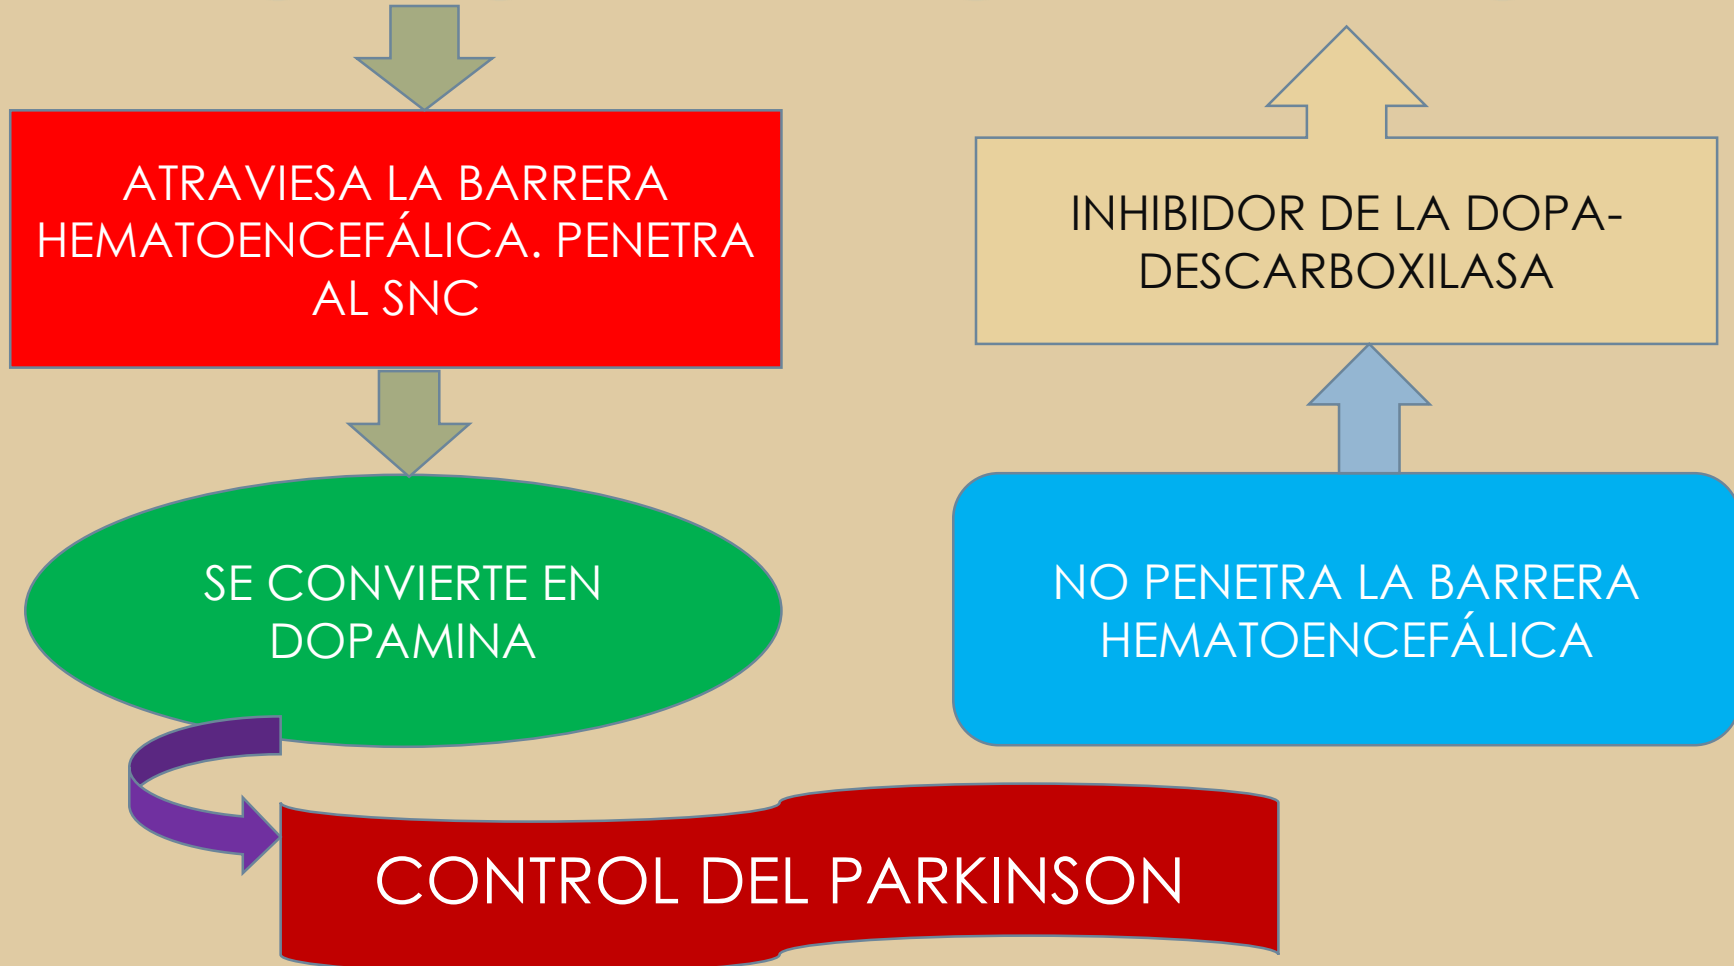 ATRAVIESA LA BARRERA
HEMATOENCEFÁLICA. PENETRA
AL SNC
INHIBIDOR DE LA DOPA-
DESCARBOXILASA
SE CONVIERTE EN
DOPAMINA
NO PENETRA LA BARRERA
HEMATOENCEFÁLICA
CONTROL DEL PARKINSON